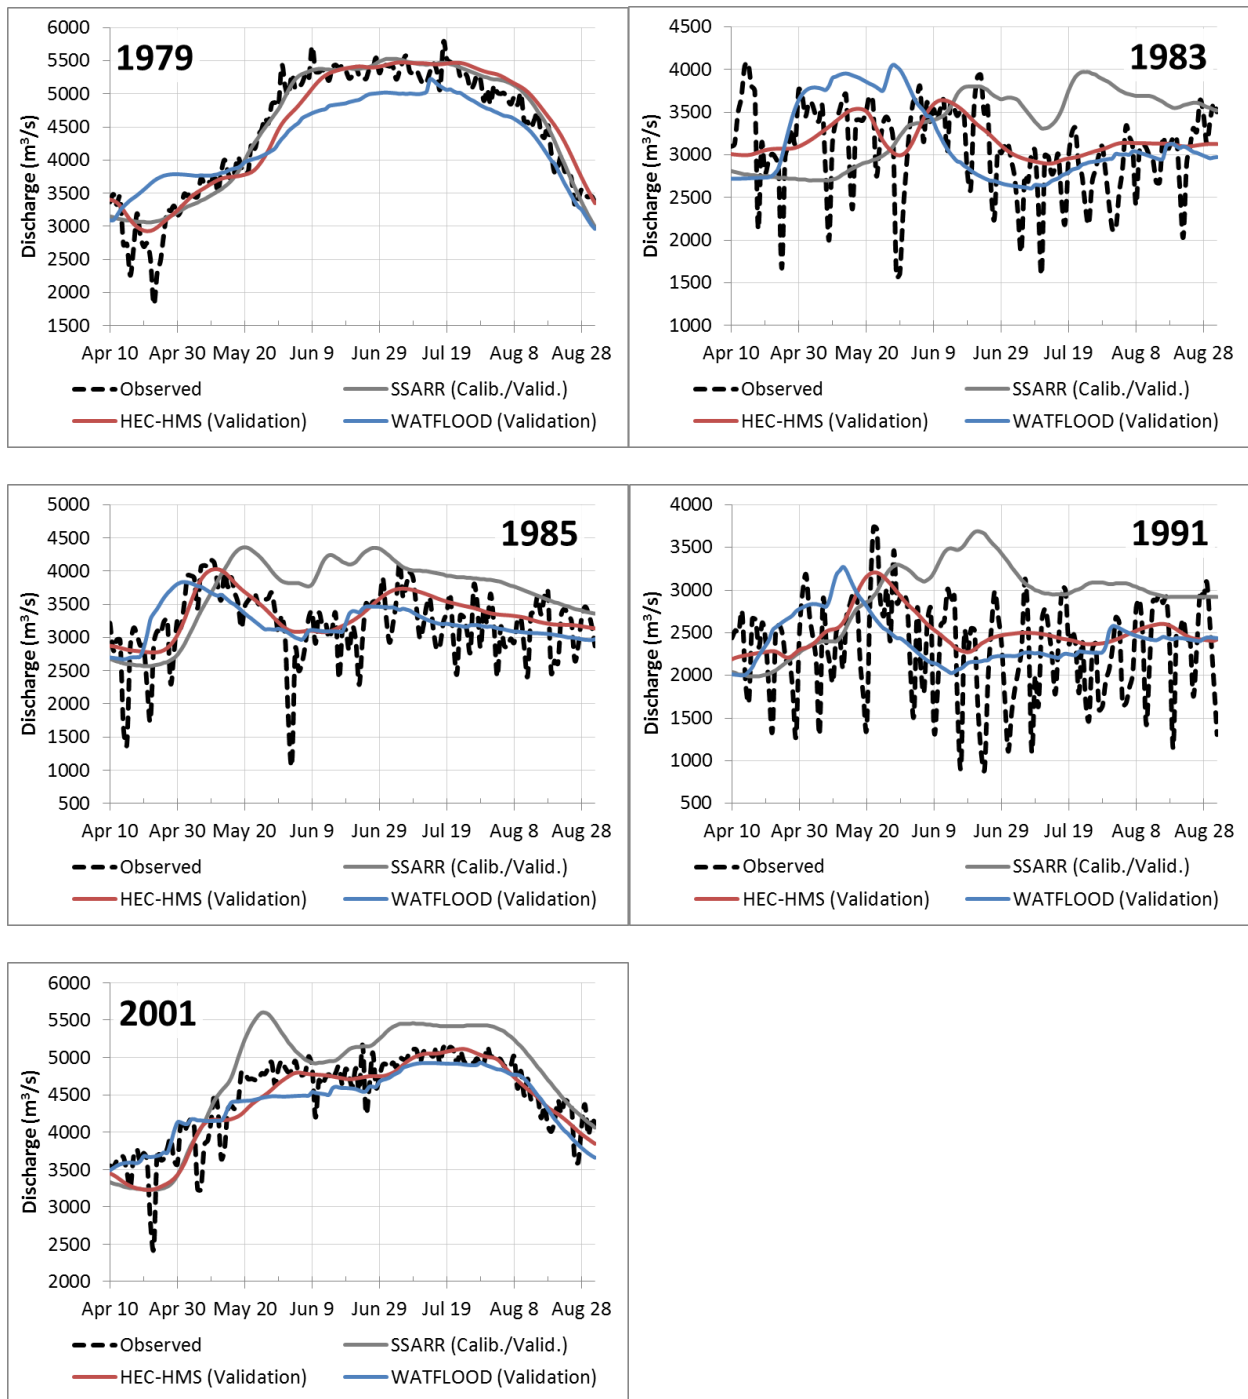 1979
6000
5500
5000
4500
4000
3500
3000
2500
2000
1500
Discharge (m³/s)
Apr 10 Apr 30 May 20 Jun 9 Jun 29 Jul 19 Aug 8 Aug 28
Observed SSARR (Calib./Valid.)
HEC-HMS (Validation) WATFLOOD (Validation)
1983
4500
4000
3500
3000
2500
2000
1500
1000
Discharge (m³/s)
Apr 10 Apr 30 May 20 Jun 9 Jun 29 Jul 19 Aug 8 Aug 28
Observed SSARR (Calib./Valid.)
HEC-HMS (Validation) WATFLOOD (Validation)
1985
5000
4500
4000
3500
3000
2500
2000
1500
1000
500
Discharge (m³/s)
Apr 10 Apr 30 May 20 Jun 9 Jun 29 Jul 19 Aug 8 Aug 28
Observed SSARR (Calib./Valid.)
HEC-HMS (Validation) WATFLOOD (Validation)
1991
4000
3500
3000
2500
2000
1500
1000
500
Discharge (m³/s)
Apr 10 Apr 30 May 20 Jun 9 Jun 29 Jul 19 Aug 8 Aug 28
Observed SSARR (Calib./Valid.)
HEC-HMS (Validation) WATFLOOD (Validation)
2001
6000
5500
5000
4500
4000
3500
3000
2500
2000
Discharge (m³/s)
Apr 10 Apr 30 May 20 Jun 9 Jun 29 Jul 19 Aug 8 Aug 28
Observed SSARR (Calib./Valid.)
HEC-HMS (Validation) WATFLOOD (Validation)